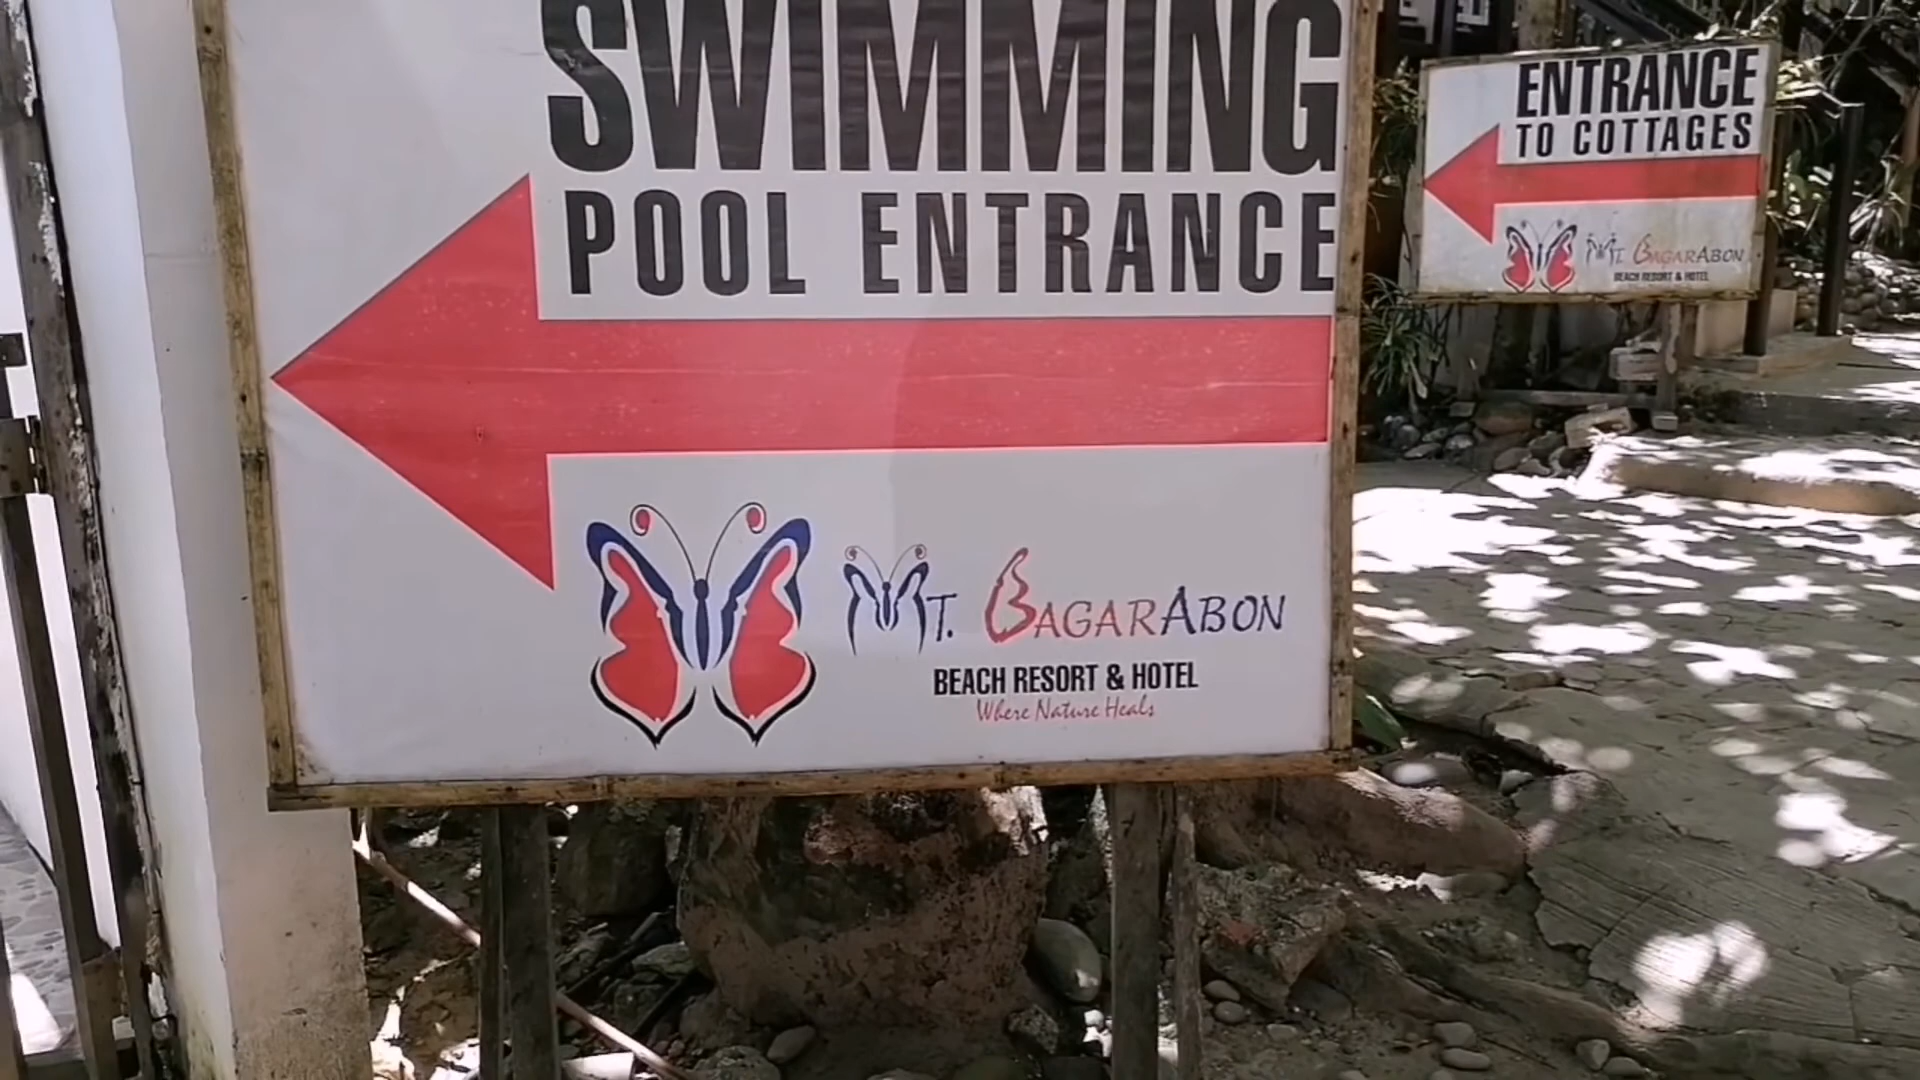 SWIMMING
POOL ENTRANCE
MT. BAGARABON
BEACH RESORT & HOTEL
Where Nature Heals
ENTRANCE
TO COTTAGES
MT. BAGARABON
BEACH RESORT & HOTEL